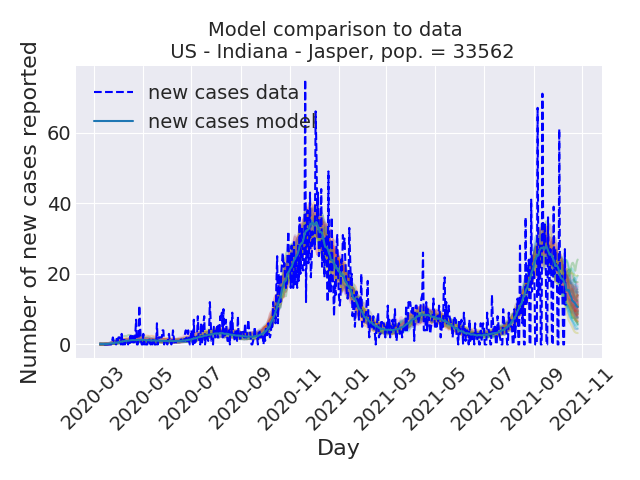 Model comparison to data
US - Indiana - Jasper, pop. = 33562
new cases data
new cases model
Number of new cases reported
60
40
20
0
2020-03
2020-05
2020-07
2020-09
2020-11
2021-01
2021-03
2021-05
2021-07
2021-09
2021-11
Day